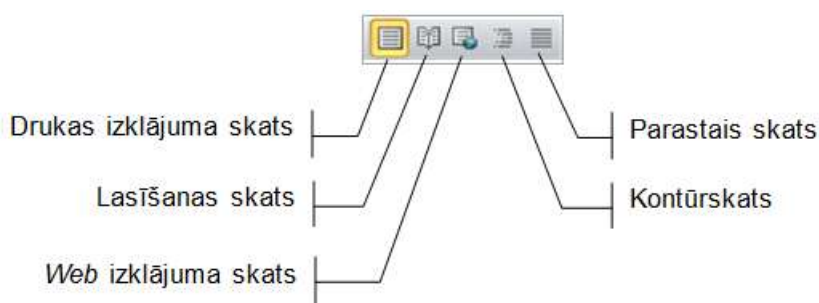 Drukas izklājuma skats
Parastais skats
Lasīšanas skats
Kontūrskats
Web izklājuma skats